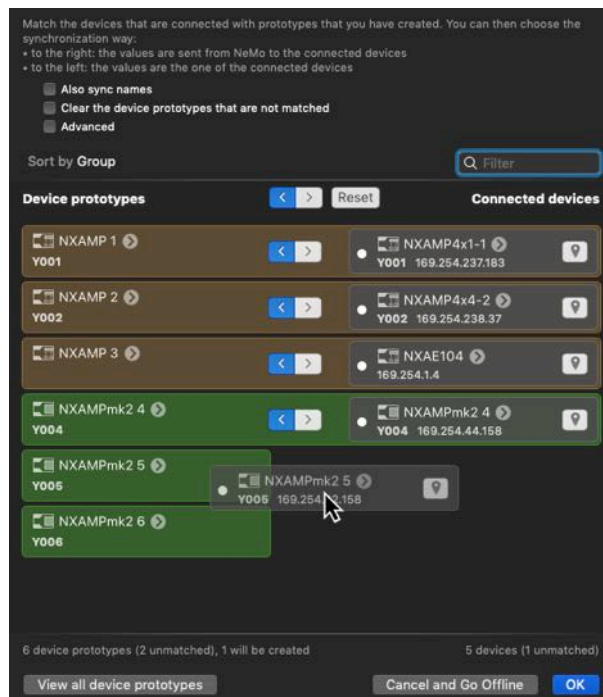 Match the devices that are connected with prototypes that you have created. You can then choose the
synchronization way:
• to the right: the values are sent from NeMo to the connected devices
• to the left: the values are the one of the connected devices
Also sync names
Clear the device prototypes that are not matched
Advanced
Sort by Group
Filter
Device prototypes
< > Reset
Connected devices
NXAMP 1
Y001
< >
NXAMP4x1-1
Y001 169.254.237.183
NXAMP 2
Y002
< >
NXAMP4x4-2
Y002 169.254.238.37
NXAMP 3
< >
NXAE104
169.254.1.4
NXAMPmk2 4
Y004
< >
NXAMPmk2 4
Y004 169.254.44.158
NXAMPmk2 5
Y005
NXAMPmk2 5
Y005
NXAMPmk2 6
Y006
6 device prototypes (2 unmatched), 1 will be created
5 devices (1 unmatched)
View all device prototypes
Cancel and Go Offline
OK